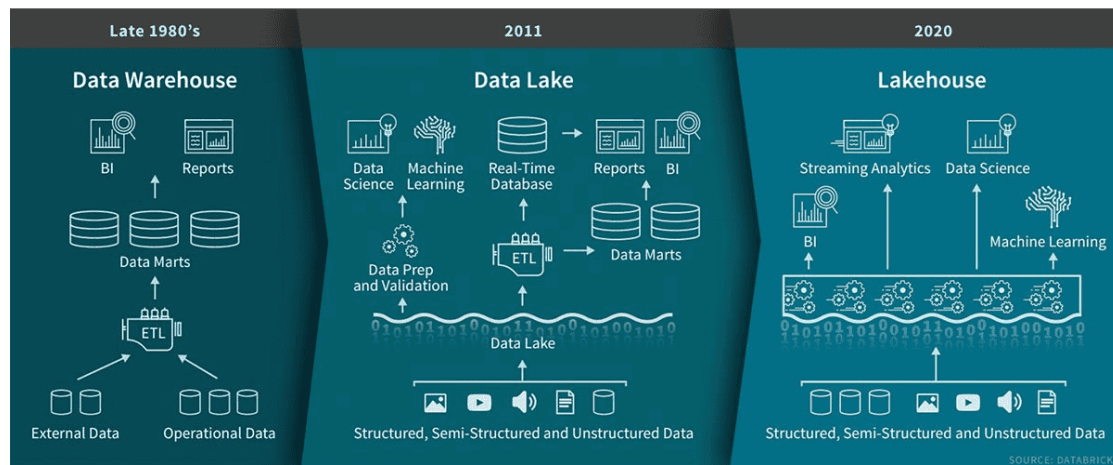 Late 1980's
Data Warehouse
BI
Reports
Data Marts
ETL
External Data
Operational Data
2011
Data Lake
Data
Science
Machine
Learning
Real-Time
Database
Reports
BI
Data Prep
and Validation
ETL
Data Marts
Data Lake
Structured, Semi-Structured and Unstructured Data
2020
Lakehouse
Streaming Analytics
Data Science
BI
Machine Learning
Structured, Semi-Structured and Unstructured Data
SOURCE: DATABRICK